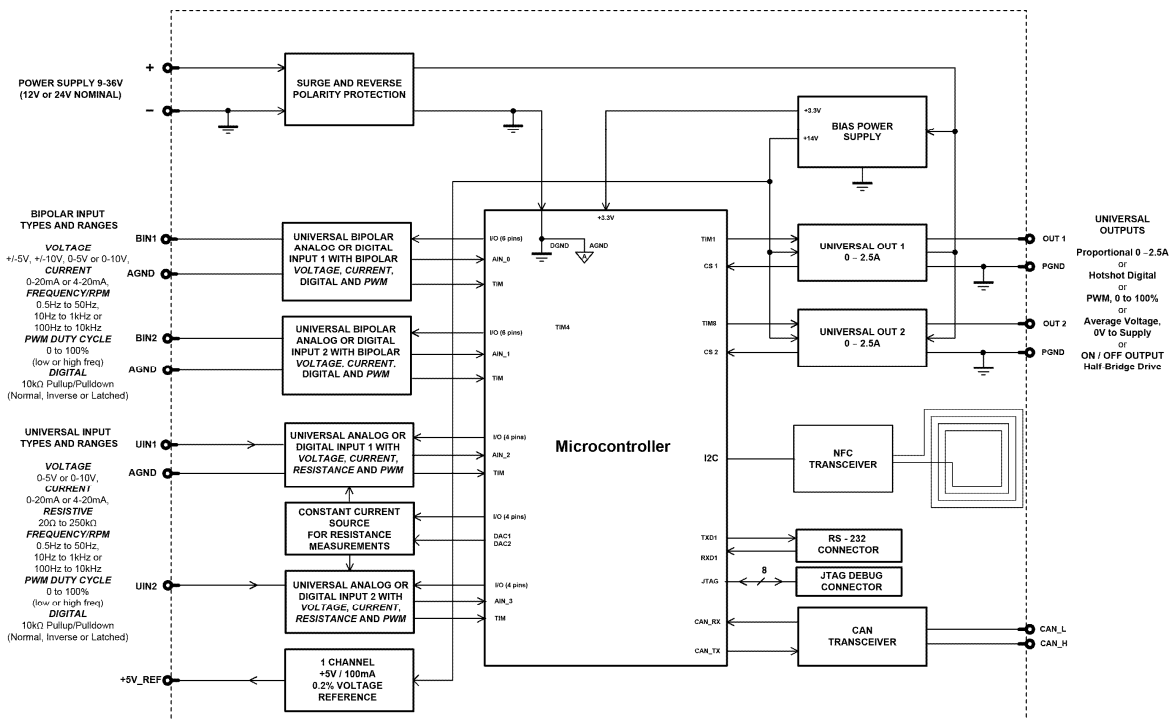 POWER SUPPLY 9-36V
(12V or 24V NOMINAL)
+
−
SURGE AND REVERSE
POLARITY PROTECTION
+3.3V
+14V
BIAS POWER
SUPPLY
BIPOLAR INPUT
TYPES AND RANGES
VOLTAGE
+/-5V, +/-10V, 0-5V or 0-10V,
CURRENT
0-20mA or 4-20mA,
FREQUENCY/RPM
0.5Hz to 50Hz,
10Hz to 1kHz or
100Hz to 10kHz
PWM DUTY CYCLE
0 to 100%
(low or high freq)
DIGITAL
10kΩ Pullup/Pulldown
(Normal, Inverse or Latched)
BIN1
AGND
BIN2
AGND
UNIVERSAL BIPOLAR
ANALOG OR DIGITAL
INPUT 1 WITH BIPOLAR
VOLTAGE, CURRENT,
DIGITAL AND PWM
UNIVERSAL BIPOLAR
ANALOG OR DIGITAL
INPUT 2 WITH BIPOLAR
VOLTAGE, CURRENT,
DIGITAL AND PWM
UNIVERSAL INPUT
TYPES AND RANGES
VOLTAGE
0-5V or 0-10V,
CURRENT
0-20mA or 4-20mA,
RESISTIVE
20Ω to 250kΩ
FREQUENCY/RPM
0.5Hz to 50Hz,
10Hz to 1kHz or
100Hz to 10kHz
PWM DUTY CYCLE
0 to 100%
(low or high freq)
DIGITAL
10kΩ Pullup/Pulldown
(Normal, Inverse or Latched)
UIN1
AGND
UIN2
+5V_REF
UNIVERSAL ANALOG OR
DIGITAL INPUT 1 WITH
VOLTAGE, CURRENT,
RESISTANCE AND PWM
CONSTANT CURRENT
SOURCE
FOR RESISTANCE
MEASUREMENTS
UNIVERSAL ANALOG OR
DIGITAL INPUT 2 WITH
VOLTAGE, CURRENT,
RESISTANCE AND PWM
1 CHANNEL
+5V / 100mA
0.2% VOLTAGE
REFERENCE
+3.3V
I/O (6 pins)
DGND
AGND
A
AIN_0
TIM
TIM4
I/O (6 pins)
AIN_1
TIM
I/O (4 pins)
AIN_2
TIM
I/O (4 pins)
DAC1
DAC2
I/O (4 pins)
AIN_3
TIM
Microcontroller
TIM1
CS 1
TIM8
CS 2
I2C
TXD1
RXD1
JTAG
CAN_RX
CAN_TX
UNIVERSAL OUT 1
0 – 2.5A
UNIVERSAL OUT 2
0 – 2.5A
NFC
TRANSCEIVER
RS - 232
CONNECTOR
8
JTAG DEBUG
CONNECTOR
CAN
TRANSCEIVER
OUT 1
PGND
OUT 2
PGND
CAN_L
CAN_H
UNIVERSAL
OUTPUTS
Proportional 0 –2.5A
or
Hotshot Digital
or
PWM, 0 to 100%
or
Average Voltage,
0V to Supply
or
ON / OFF OUTPUT
Half-Bridge Drive